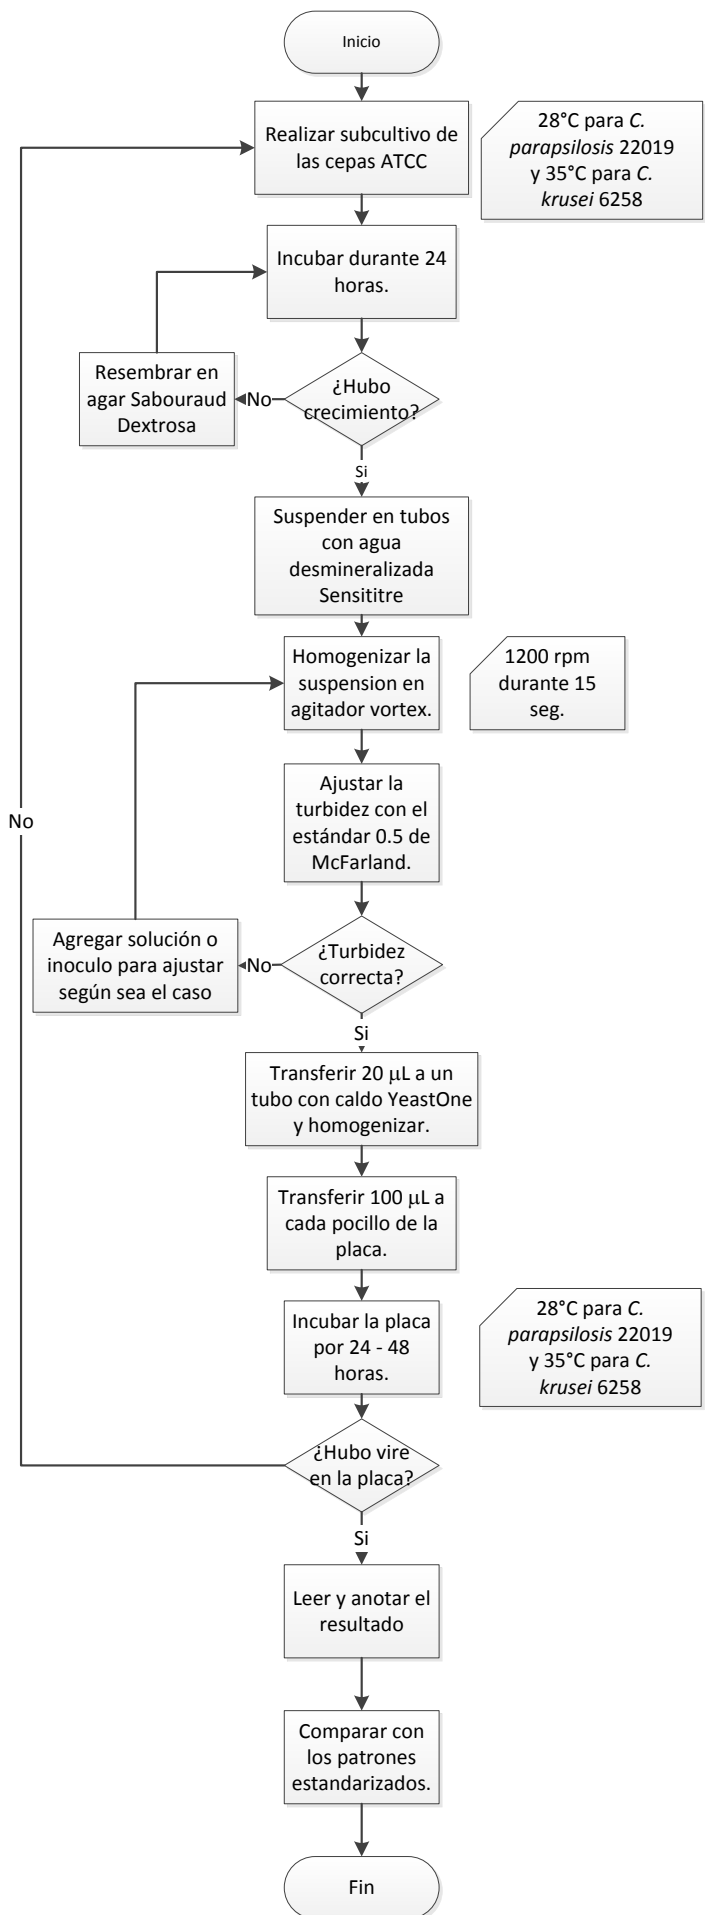 Inicio
Realizar subcultivo de
las cepas ATCC
28°C para C.
parapsilosis 22019
y 35°C para C.
krusei 6258
Incubar durante 24
horas.
¿Hubo
crecimiento?
No
Resembrar en
agar Sabouraud
Dextrosa
Si
Suspender en tubos
con agua
desmineralizada
Sensititre
Homogenizar la
suspension en
agitador vortex.
1200 rpm
durante 15
seg.
Ajustar la
turbidez con el
estándar 0.5 de
McFarland.
No
¿Turbidez
correcta?
No
Agregar solución o
inoculo para ajustar
según sea el caso
Si
Transferir 20 μL a un
tubo con caldo YeastOne
y homogenizar.
Transferir 100 μL a
cada pocillo de la
placa.
Incubar la placa
por 24 - 48
horas.
28°C para C.
parapsilosis 22019
y 35°C para C.
krusei 6258
¿Hubo vire
en la placa?
Si
Leer y anotar el
resultado
Comparar con
los patrones
estandarizados.
Fin